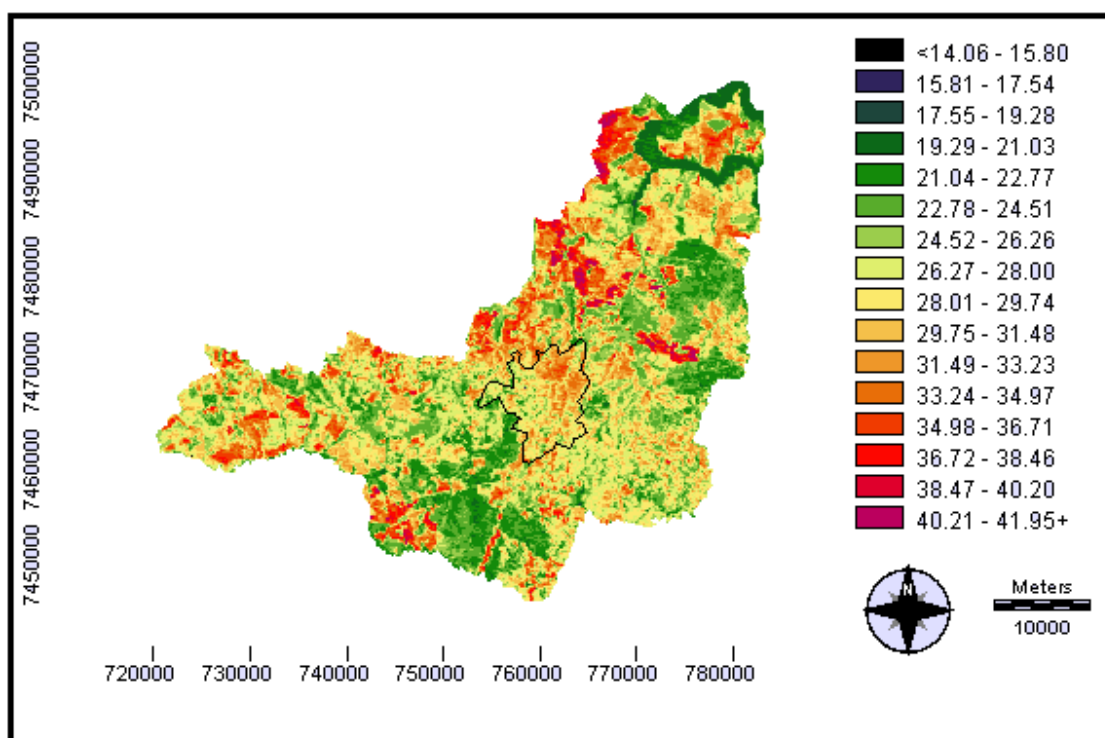 7500000
7490000
7480000
7470000
7460000
7450000
720000
730000
740000
750000
760000
770000
780000
<14.06 - 15.80
15.81 - 17.54
17.55 - 19.28
19.29 - 21.03
21.04 - 22.77
22.78 - 24.51
24.52 - 26.26
26.27 - 28.00
28.01 - 29.74
29.75 - 31.48
31.49 - 33.23
33.24 - 34.97
34.98 - 36.71
36.72 - 38.46
38.47 - 40.20
40.21 - 41.95+
N
Meters
10000